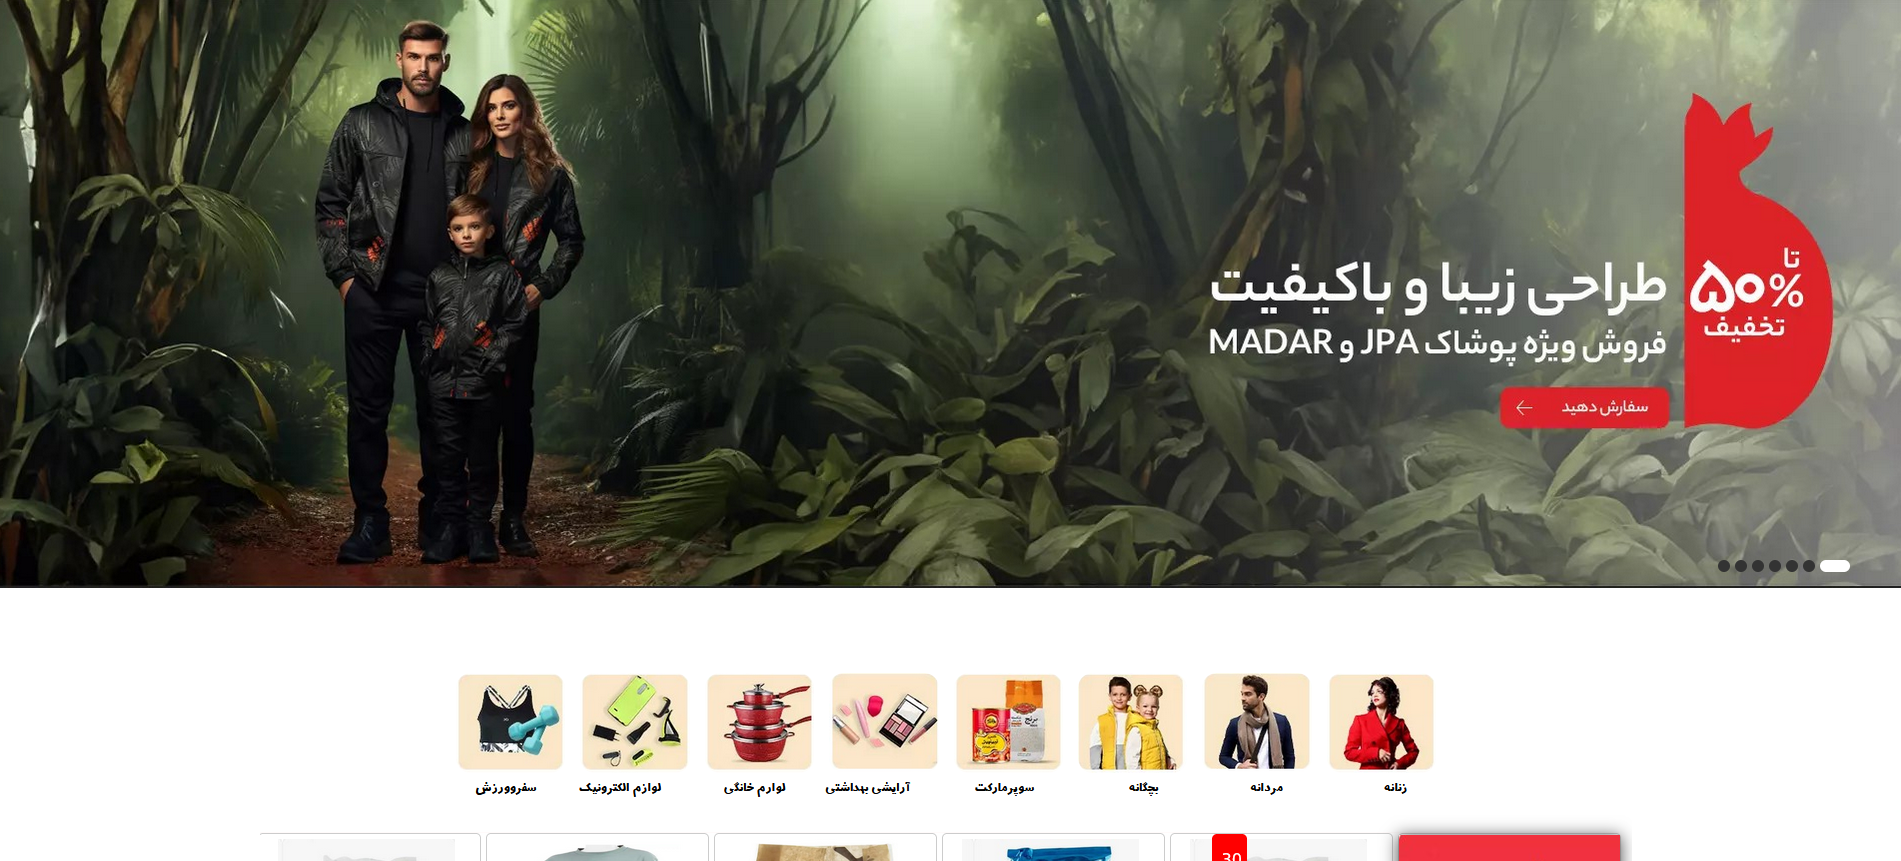 تا
%۵۰
تخفیف
طراحی زیبا و باکیفیت
فروش ویژه پوشاک JPA و MADAR
سفارش دهید
زنانه
مردانه
بچگانه
سوپرمارکت
آرایشی بهداشتی
لوارم خانگی
لوازم الکترونیک
سفروورزش
برنج
30